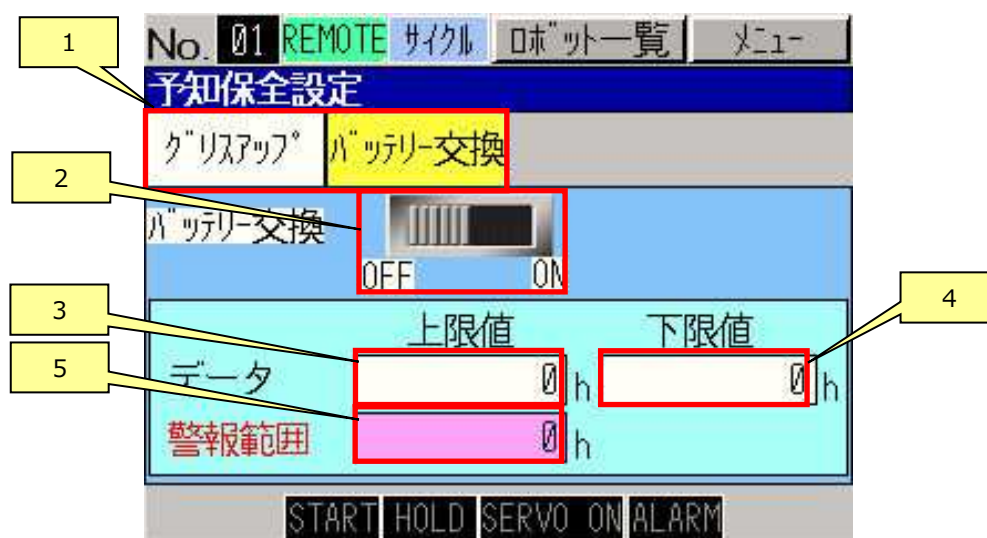 1
No. 01 REMOTE サイクル ロボット一覧 メニュー
予知保全設定
グリスアップ バッテリー交換
2
バッテリー交換
OFF ON
3
上限値 下限値
4
データ 0 h 0 h
5
警報範囲 0 h
START HOLD SERVO ON ALARM